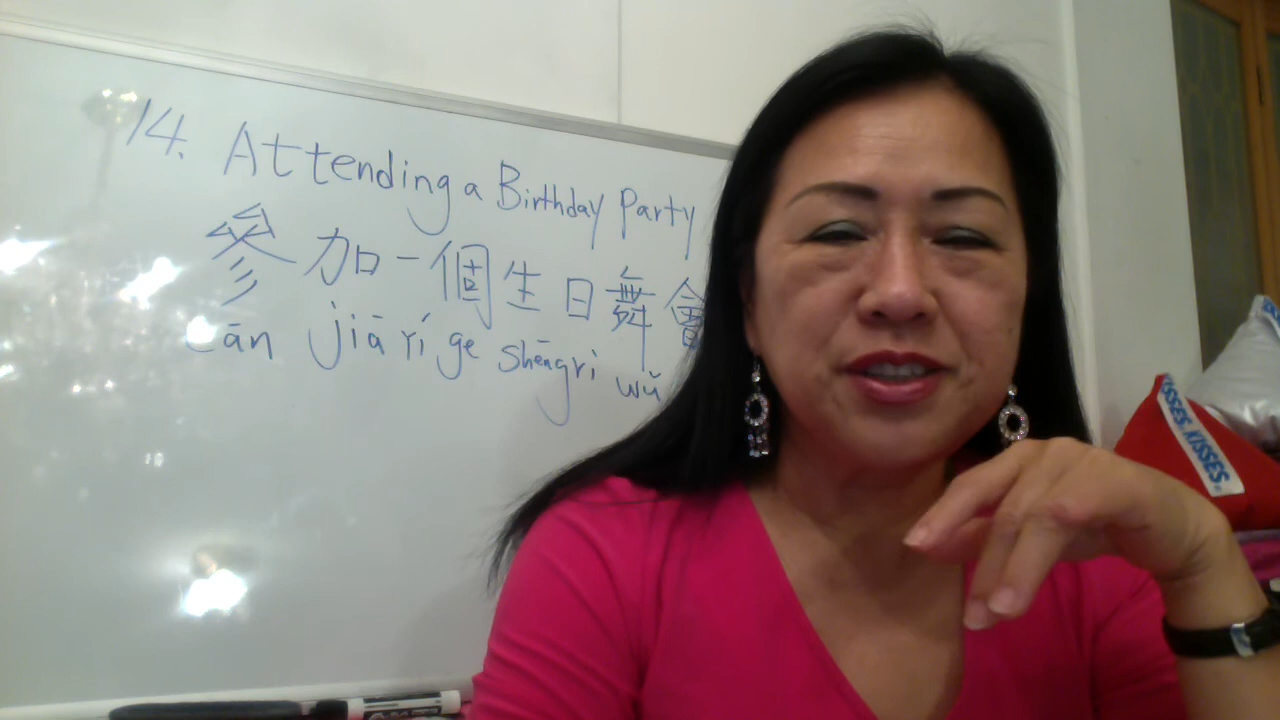 14. Attending a Birthday Party
參加一個生日舞會
cān jiā yí ge shēngrì wǔ
KISSES.KISSES.